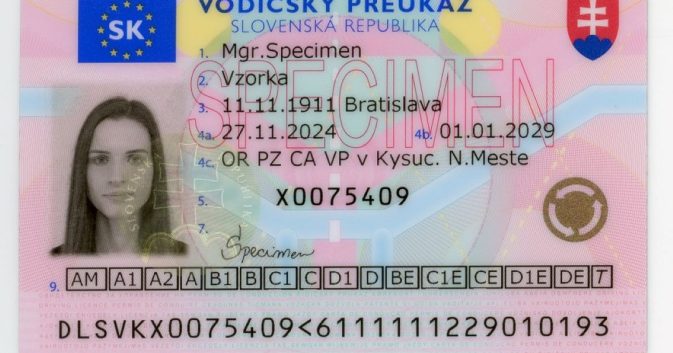 VODIČSKÝ PREUKAZ
SLOVENSKÁ REPUBLIKA
SK
1. Mgr.Specimen
2. Vzorka
SPECIMEN
3. 11.11.1911 Bratislava
4a. 27.11.2024 4b. 01.01.2029
4c. OR PZ CA VP v Kysuc. N.Meste
5. X0075409
7. Specimen
9. AM A1 A2 A B1 B C1 C D1 D BE C1E CE D1E DE T
DLSVKX0075409<61111111229010193